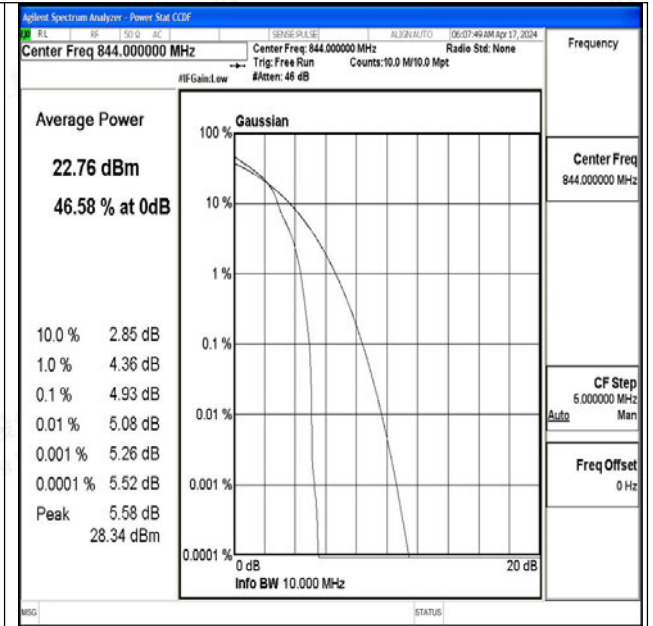 Agilent Spectrum Analyzer - Power Stat CCDF
RL RF 50 Ω AC SENSE:PULSE ALIGN AUTO 06:07:49 AM Apr 17, 2024
Center Freq 844.000000 MHz
Center Freq: 844.000000 MHz Radio Std: None
Trig: Free Run Counts:10.0 M/10.0 Mpt
#IFGain:Low #Atten: 46 dB
Frequency
Average Power
22.76 dBm
46.58 % at 0dB
10.0 % 2.85 dB
1.0 % 4.36 dB
0.1 % 4.93 dB
0.01 % 5.08 dB
0.001 % 5.26 dB
0.0001 % 5.52 dB
Peak 5.58 dB
28.34 dBm
Gaussian
100 %
10 %
1 %
0.1 %
0.01 %
0.001 %
0.0001 %
0 dB 20 dB
Info BW 10.000 MHz
Center Freq
844.000000 MHz
CF Step
5.000000 MHz
Auto Man
Freq Offset
0 Hz
MSG STATUS